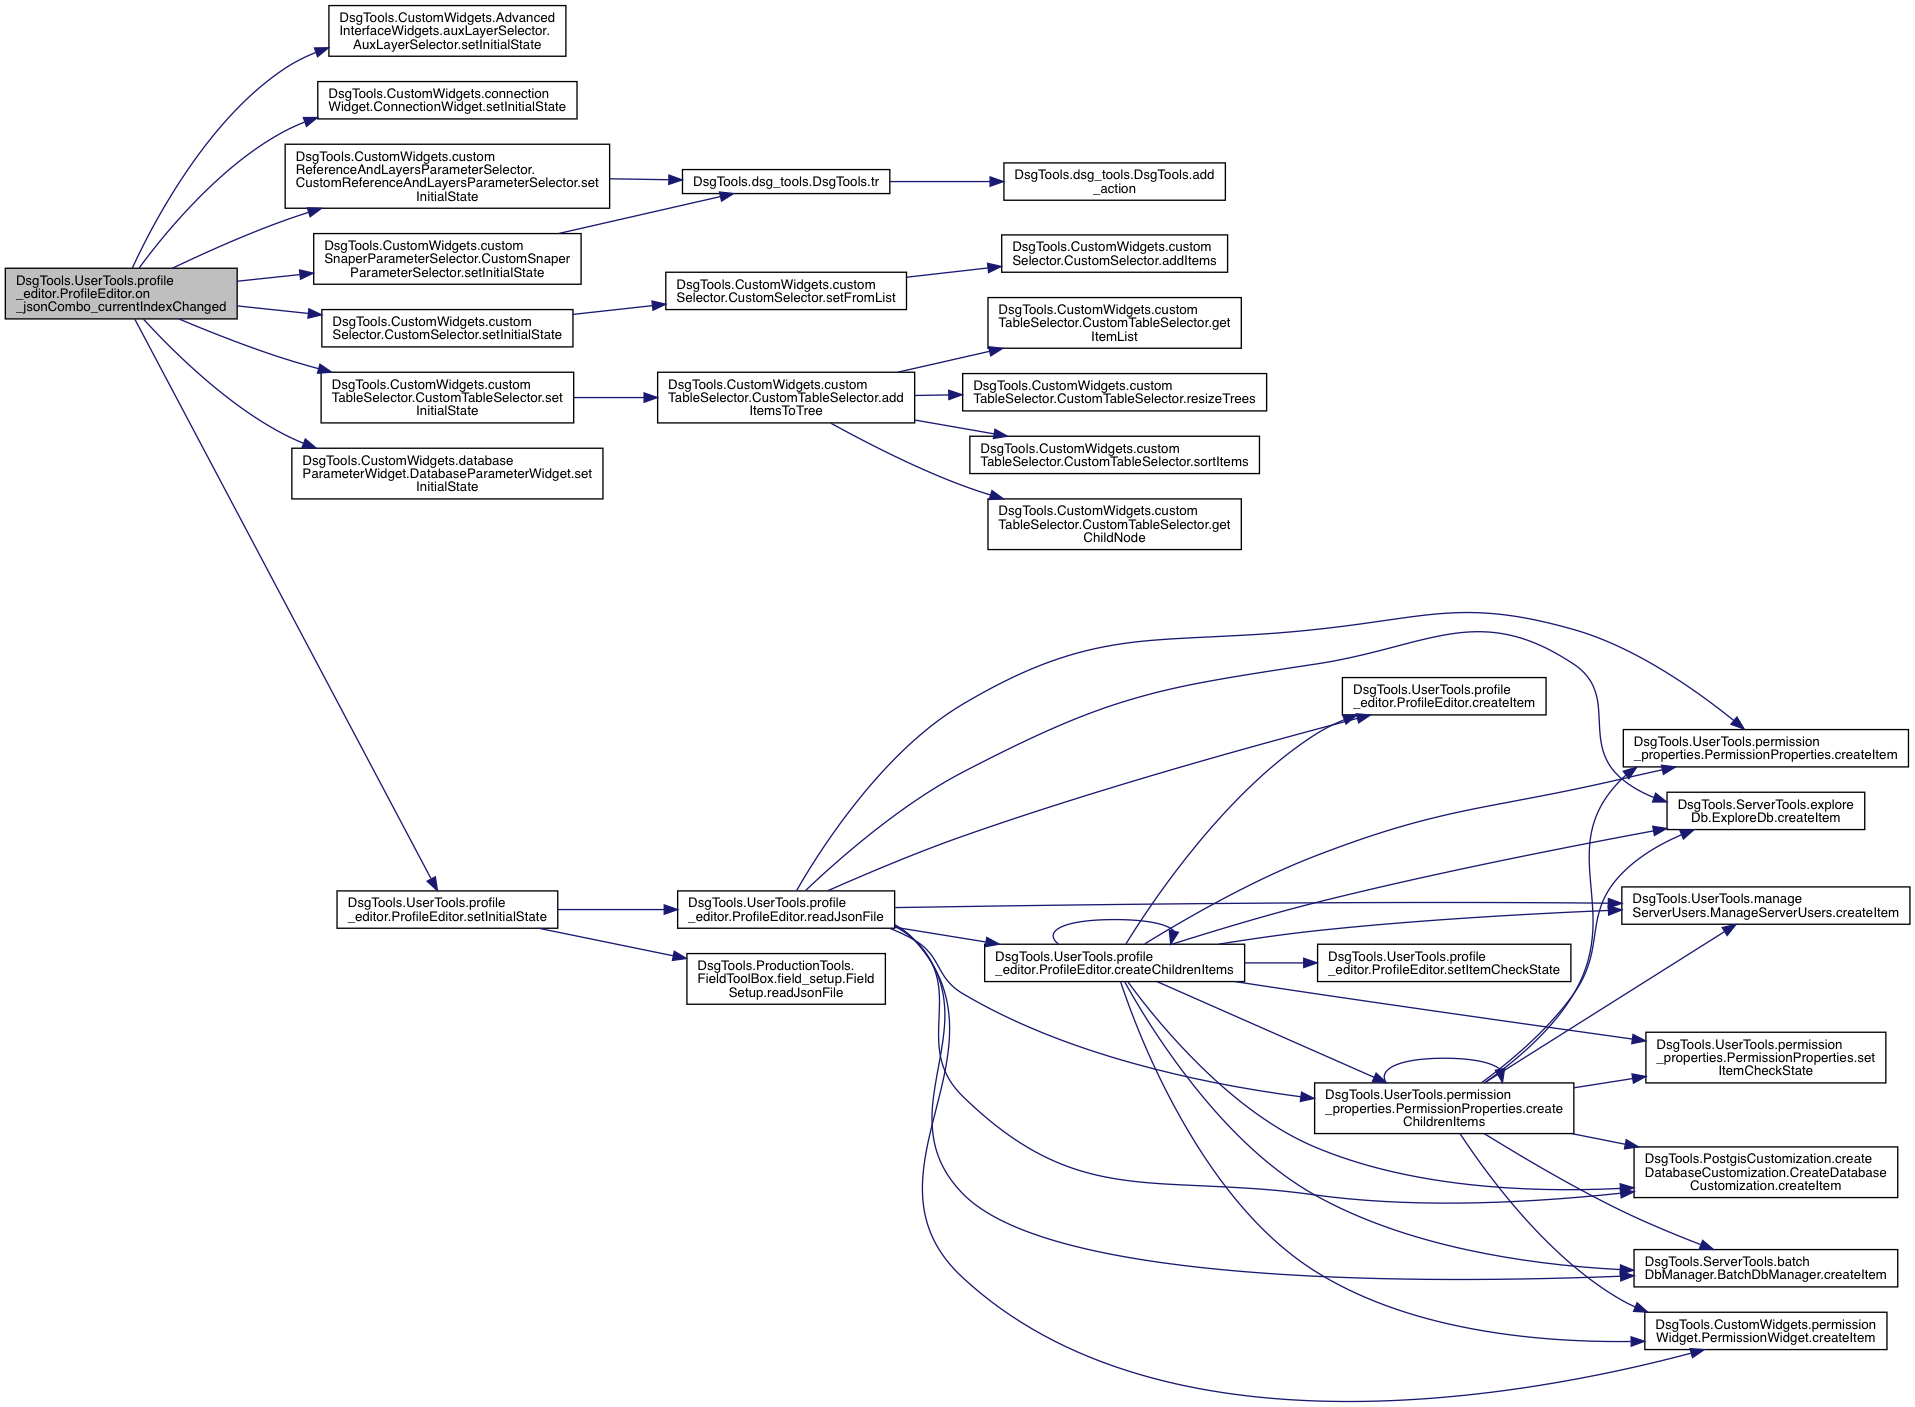 DsgTools.UserTools.profile
_editor.ProfileEditor.on
_jsonCombo_currentIndexChanged
DsgTools.CustomWidgets.Advanced
InterfaceWidgets.auxLayerSelector.
AuxLayerSelector.setInitialState
DsgTools.CustomWidgets.connection
Widget.ConnectionWidget.setInitialState
DsgTools.CustomWidgets.custom
ReferenceAndLayersParameterSelector.
CustomReferenceAndLayersParameterSelector.set
InitialState
DsgTools.CustomWidgets.custom
SnaperParameterSelector.CustomSnaper
ParameterSelector.setInitialState
DsgTools.CustomWidgets.custom
Selector.CustomSelector.setInitialState
DsgTools.CustomWidgets.custom
TableSelector.CustomTableSelector.set
InitialState
DsgTools.CustomWidgets.database
ParameterWidget.DatabaseParameterWidget.set
InitialState
DsgTools.UserTools.profile
_editor.ProfileEditor.setInitialState
DsgTools.dsg_tools.DsgTools.tr
DsgTools.CustomWidgets.custom
Selector.CustomSelector.setFromList
DsgTools.CustomWidgets.custom
TableSelector.CustomTableSelector.add
ItemsToTree
DsgTools.UserTools.profile
_editor.ProfileEditor.readJsonFile
DsgTools.ProductionTools.
FieldToolBox.field_setup.Field
Setup.readJsonFile
DsgTools.dsg_tools.DsgTools.add
_action
DsgTools.CustomWidgets.custom
Selector.CustomSelector.addItems
DsgTools.CustomWidgets.custom
TableSelector.CustomTableSelector.get
ItemList
DsgTools.CustomWidgets.custom
TableSelector.CustomTableSelector.resizeTrees
DsgTools.CustomWidgets.custom
TableSelector.CustomTableSelector.sortItems
DsgTools.CustomWidgets.custom
TableSelector.CustomTableSelector.get
ChildNode
DsgTools.UserTools.profile
_editor.ProfileEditor.createChildrenItems
DsgTools.UserTools.profile
_editor.ProfileEditor.createItem
DsgTools.UserTools.profile
_editor.ProfileEditor.setItemCheckState
DsgTools.UserTools.permission
_properties.PermissionProperties.create
ChildrenItems
DsgTools.UserTools.permission
_properties.PermissionProperties.createItem
DsgTools.ServerTools.explore
Db.ExploreDb.createItem
DsgTools.UserTools.manage
ServerUsers.ManageServerUsers.createItem
DsgTools.UserTools.permission
_properties.PermissionProperties.set
ItemCheckState
DsgTools.PostgisCustomization.create
DatabaseCustomization.CreateDatabase
Customization.createItem
DsgTools.ServerTools.batch
DbManager.BatchDbManager.createItem
DsgTools.CustomWidgets.permission
Widget.PermissionWidget.createItem